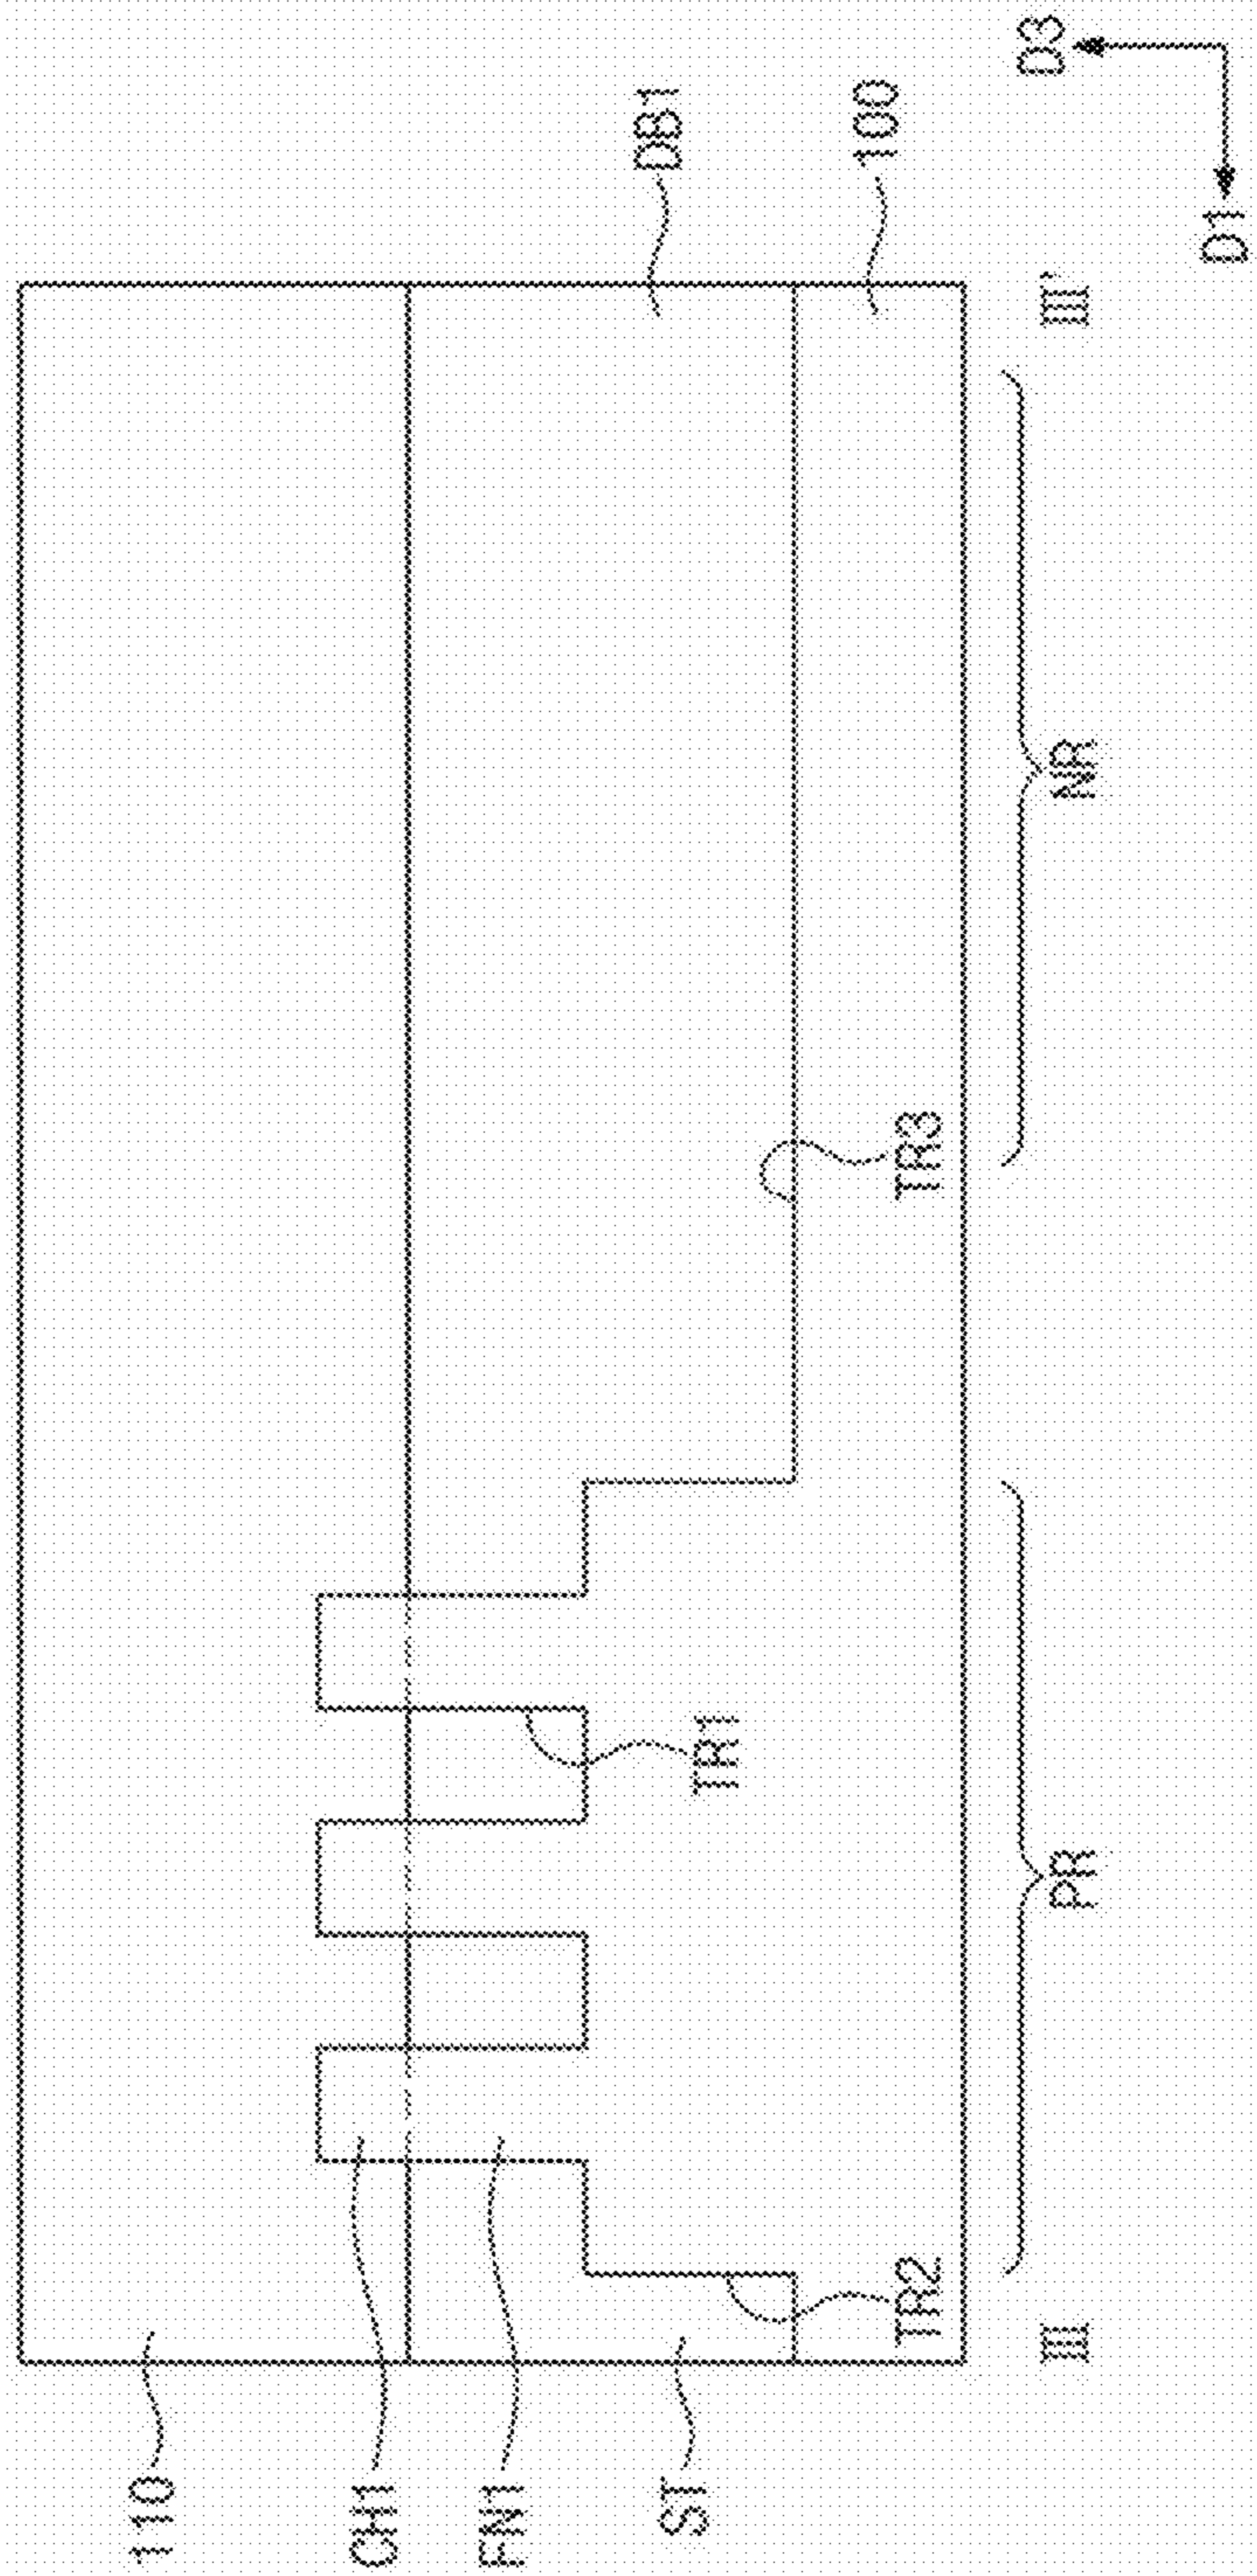 110
CH1
FN1
ST
TR2
TR1
TR3
DB1
100
III
PR
NR
III'
D1
D3